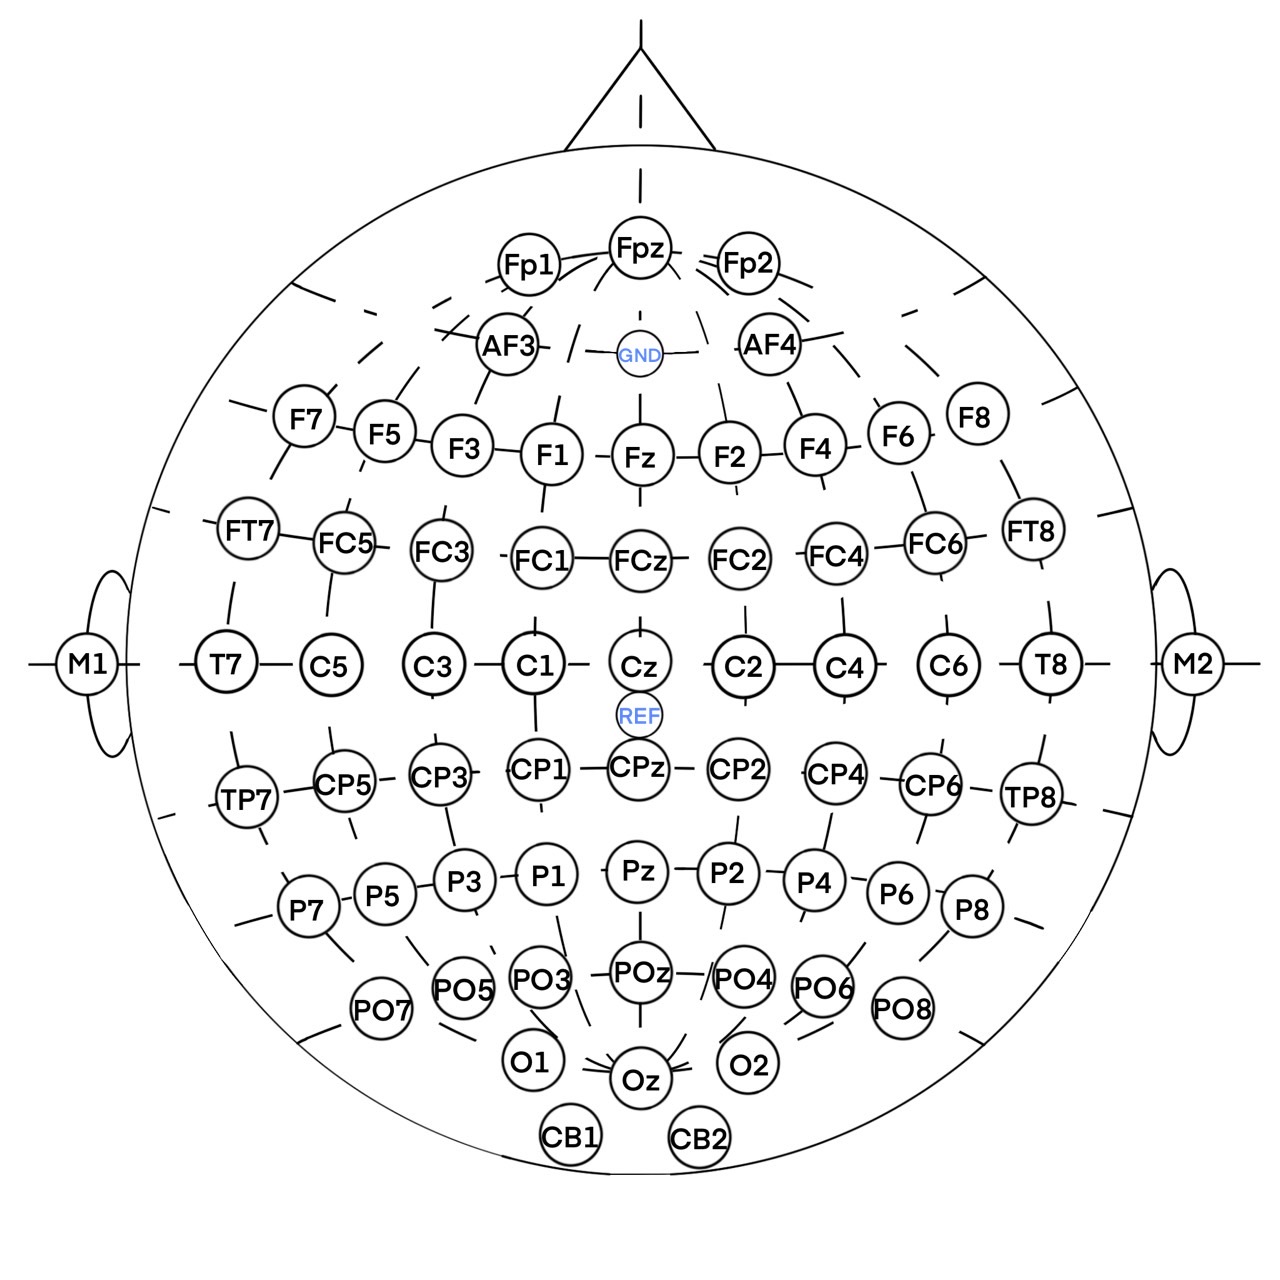 Fp1 Fpz Fp2
AF3 GND AF4
F7 F5 F3 F1 Fz F2 F4 F6 F8
FT7 FC5 FC3 FC1 FCz FC2 FC4 FC6 FT8
M1 T7 C5 C3 C1 Cz C2 C4 C6 T8 M2
REF
TP7 CP5 CP3 CP1 CPz CP2 CP4 CP6 TP8
P7 P5 P3 P1 Pz P2 P4 P6 P8
PO7 PO5 PO3 POz PO4 PO6 PO8
O1 Oz O2
CB1 CB2